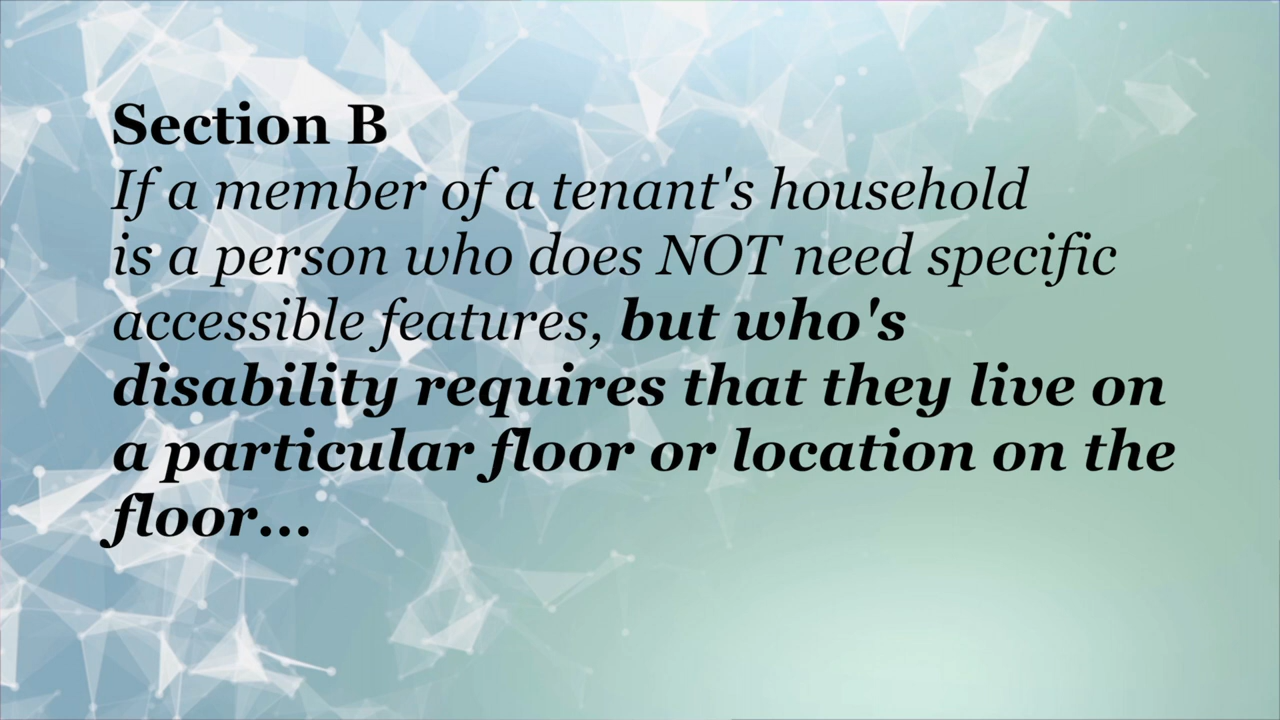 Section B
If a member of a tenant's household
is a person who does NOT need specific
accessible features, but who's
disability requires that they live on
a particular floor or location on the
floor...